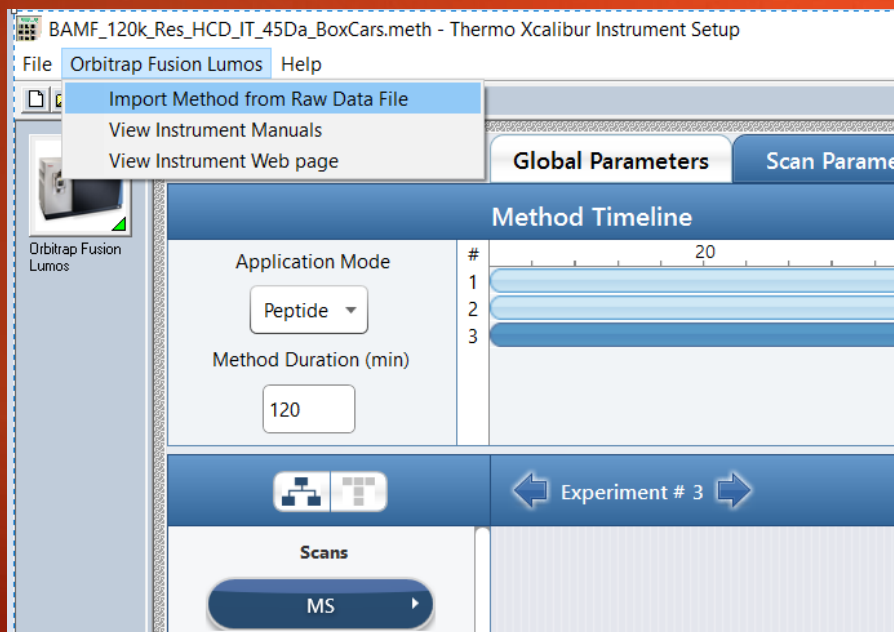 BAMF_120k_Res_HCD_IT_45Da_BoxCars.meth - Thermo Xcalibur Instrument Setup
File Orbitrap Fusion Lumos Help
Import Method from Raw Data File
View Instrument Manuals
View Instrument Web page
Orbitrap Fusion
Lumos
Global Parameters Scan Parame
Method Timeline
Application Mode
Peptide
Method Duration (min)
120
# 20
1
2
3
Experiment # 3
Scans
MS